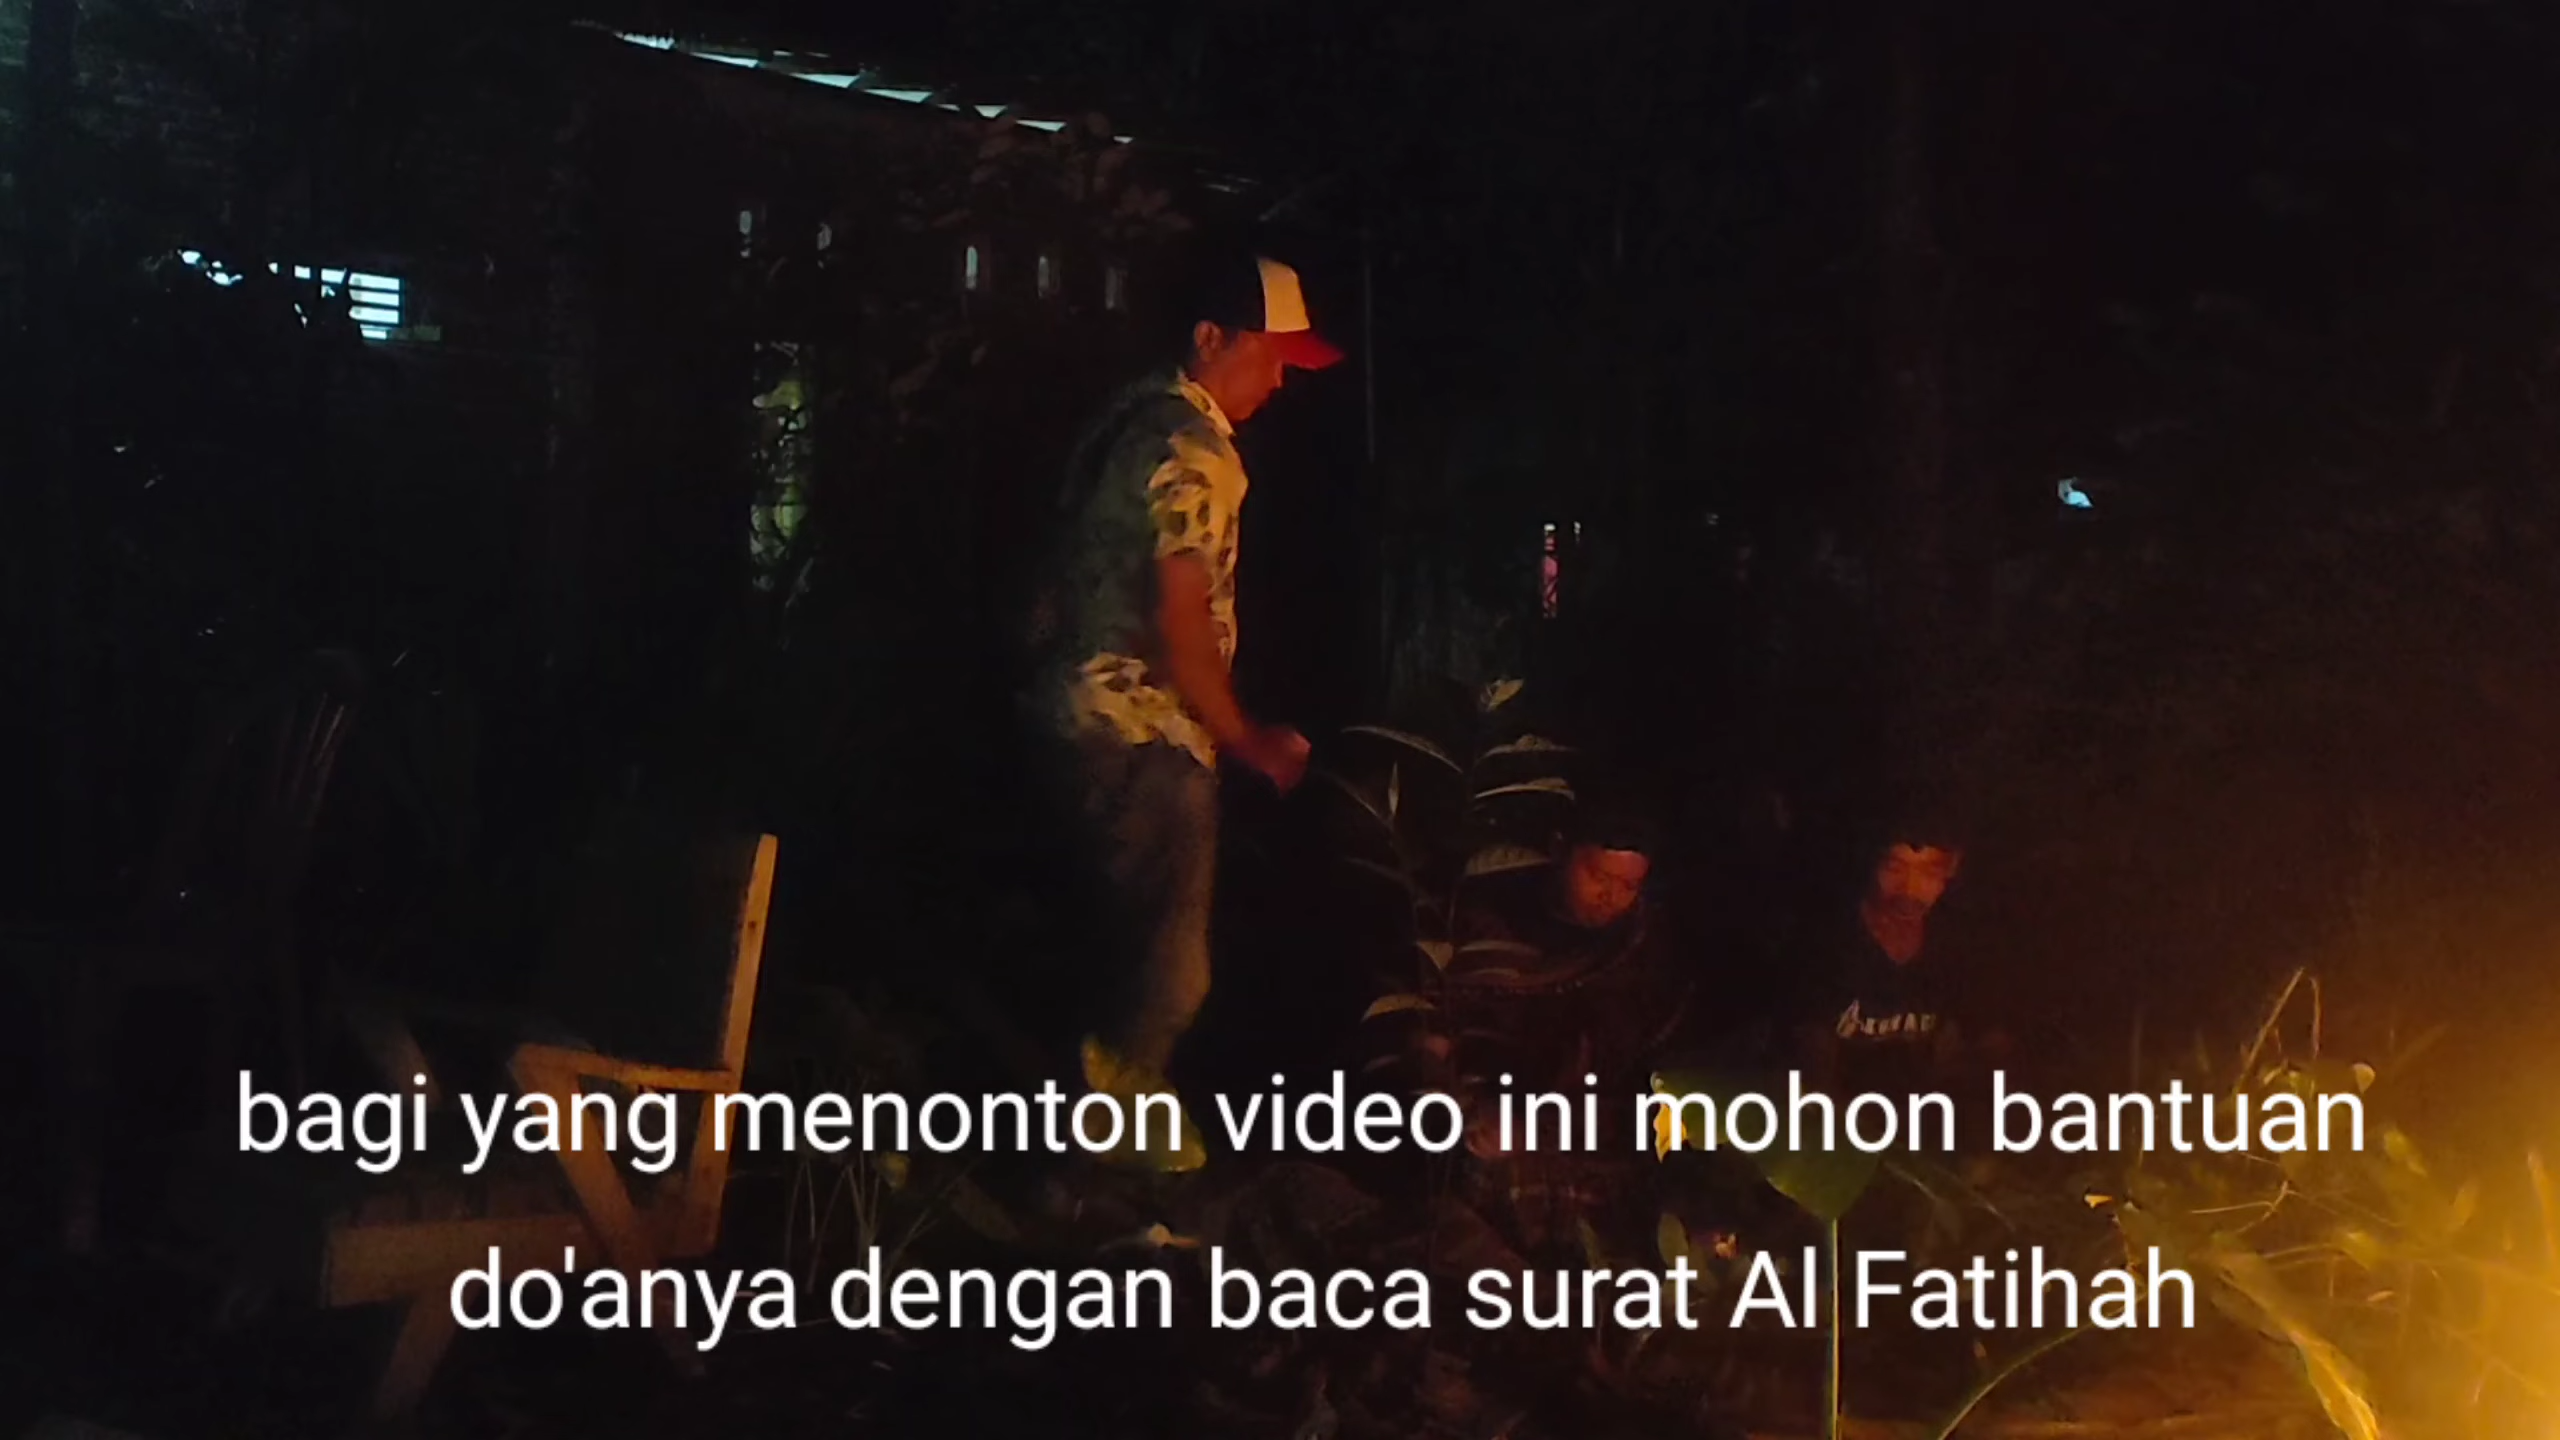 bagi yang menonton video ini mohon bantuan
do'anya dengan baca surat Al Fatihah